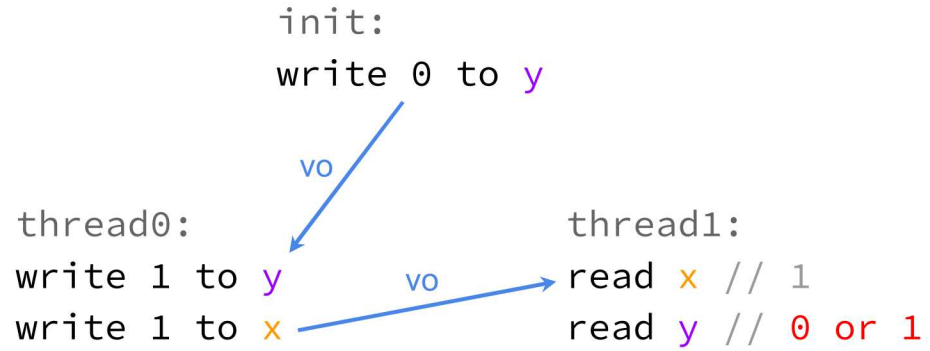 init:
write 0 to y
vo
thread0:
write 1 to y
write 1 to x
vo
thread1:
read x // 1
read y // 0 or 1